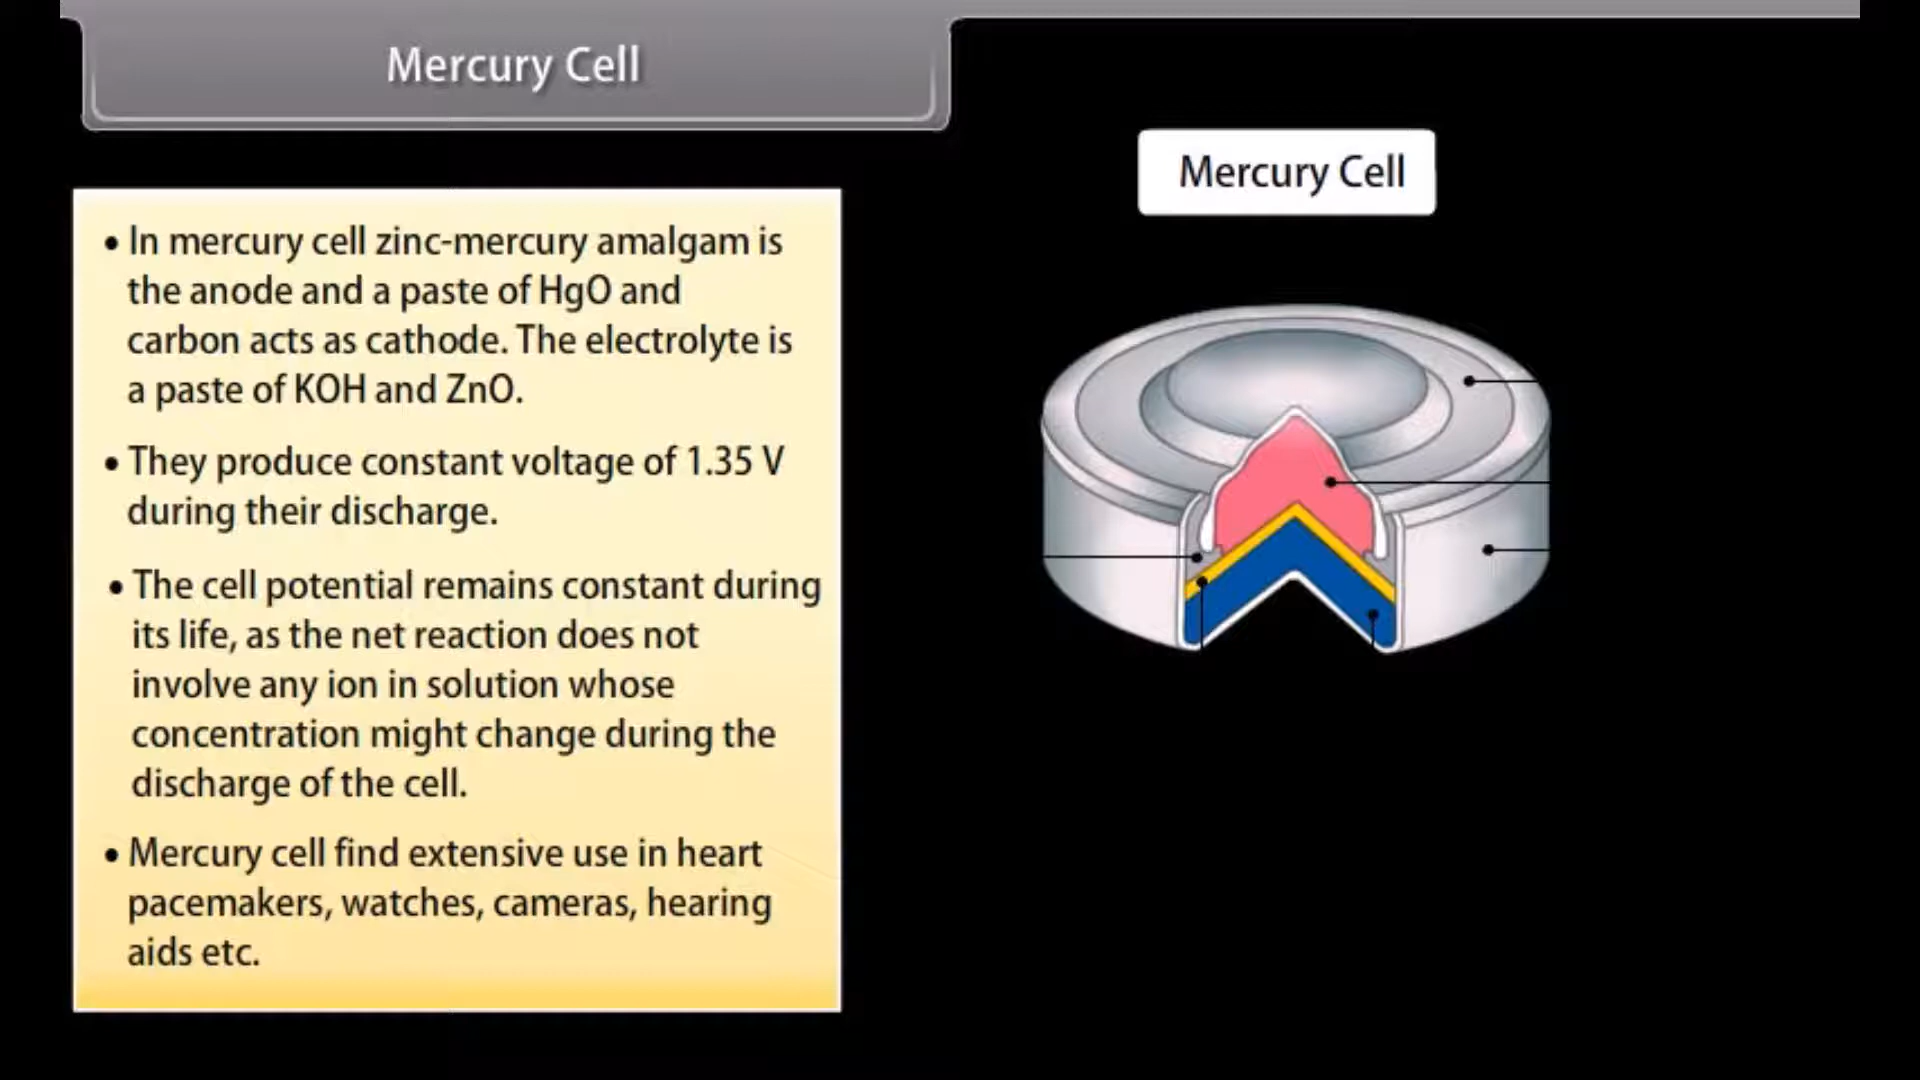 Mercury Cell
Mercury Cell
• In mercury cell zinc-mercury amalgam is
the anode and a paste of HgO and
carbon acts as cathode. The electrolyte is
a paste of KOH and ZnO.
• They produce constant voltage of 1.35 V
during their discharge.
• The cell potential remains constant during
its life, as the net reaction does not
involve any ion in solution whose
concentration might change during the
discharge of the cell.
• Mercury cell find extensive use in heart
pacemakers, watches, cameras, hearing
aids etc.